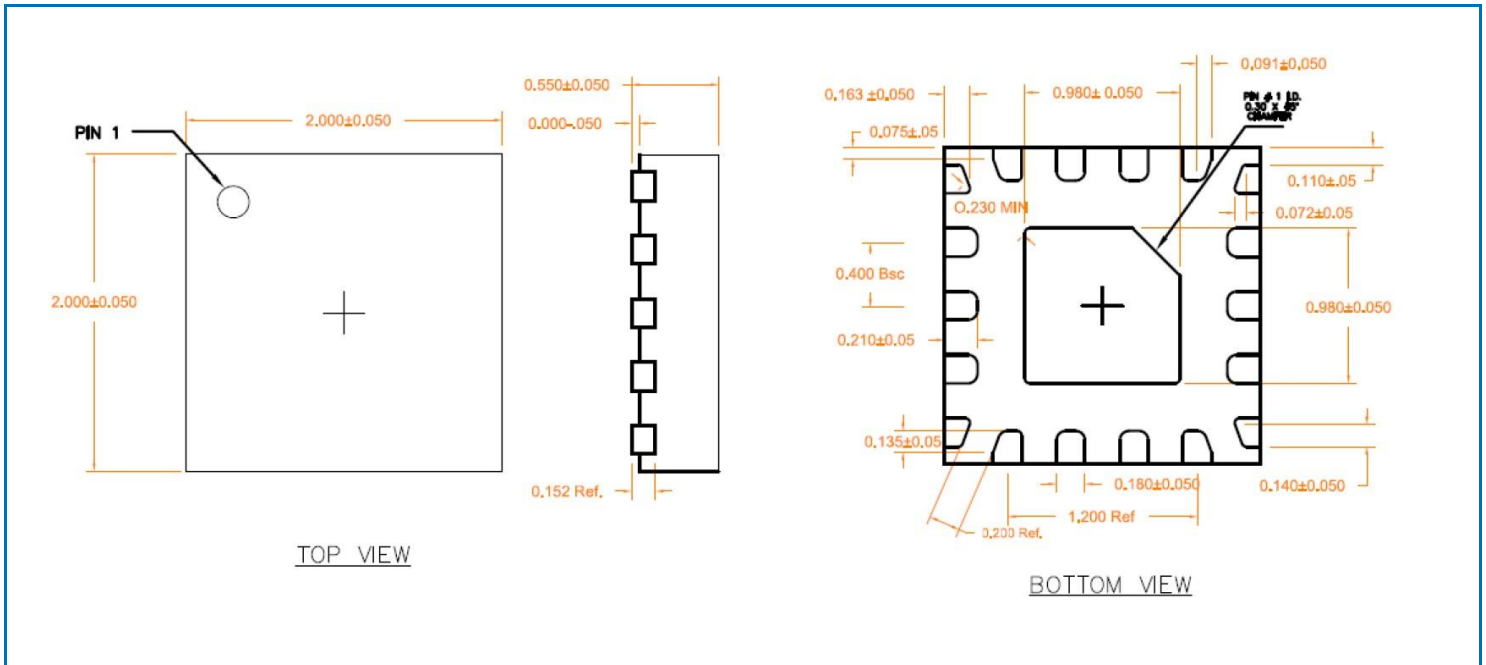 PIN 1
2.000±0.050
2.000±0.050
TOP VIEW
0.550±0.050
0.000-.050
0.152 Ref.
0.163 ±0.050
0.980± 0.050
0,091±0,050
PIN # 1 I.D.
0.30 X 45°
CHAMFER
0.075±.05
0.110±.05
O.230 MIN
0.072±0.05
0.400 Bsc
0.980±0.050
0.210±0.05
0.135±0.05
0.180±0.050
0.140±0.050
1,200 Ref
0,200 Ref.
BOTTOM VIEW